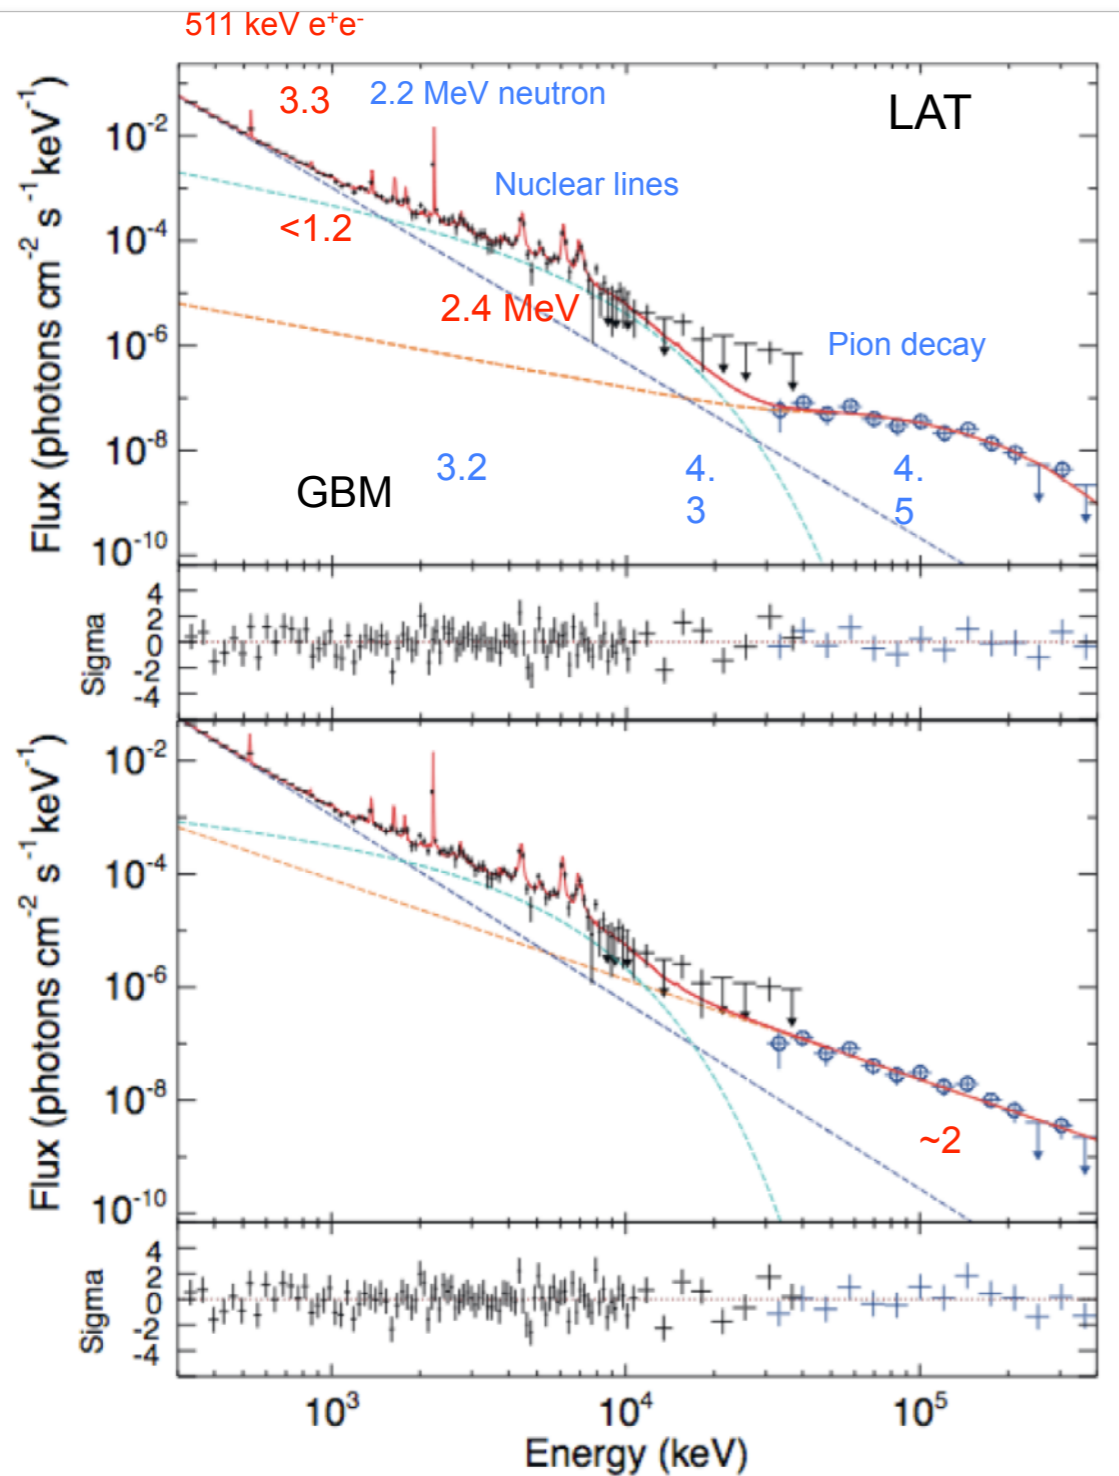 511 keV e⁺e⁻
3.3
2.2 MeV neutron
LAT
Nuclear lines
<1.2
2.4 MeV
Pion decay
3.2
4.
3
4.
5
GBM
Flux (photons cm⁻² s⁻¹ keV⁻¹)
10⁻²
10⁻⁴
10⁻⁶
10⁻⁸
10⁻¹⁰
Sigma
4
2
0
-2
-4
Flux (photons cm⁻² s⁻¹ keV⁻¹)
10⁻²
10⁻⁴
10⁻⁶
10⁻⁸
10⁻¹⁰
~2
Sigma
4
2
0
-2
-4
10³
10⁴
10⁵
Energy (keV)